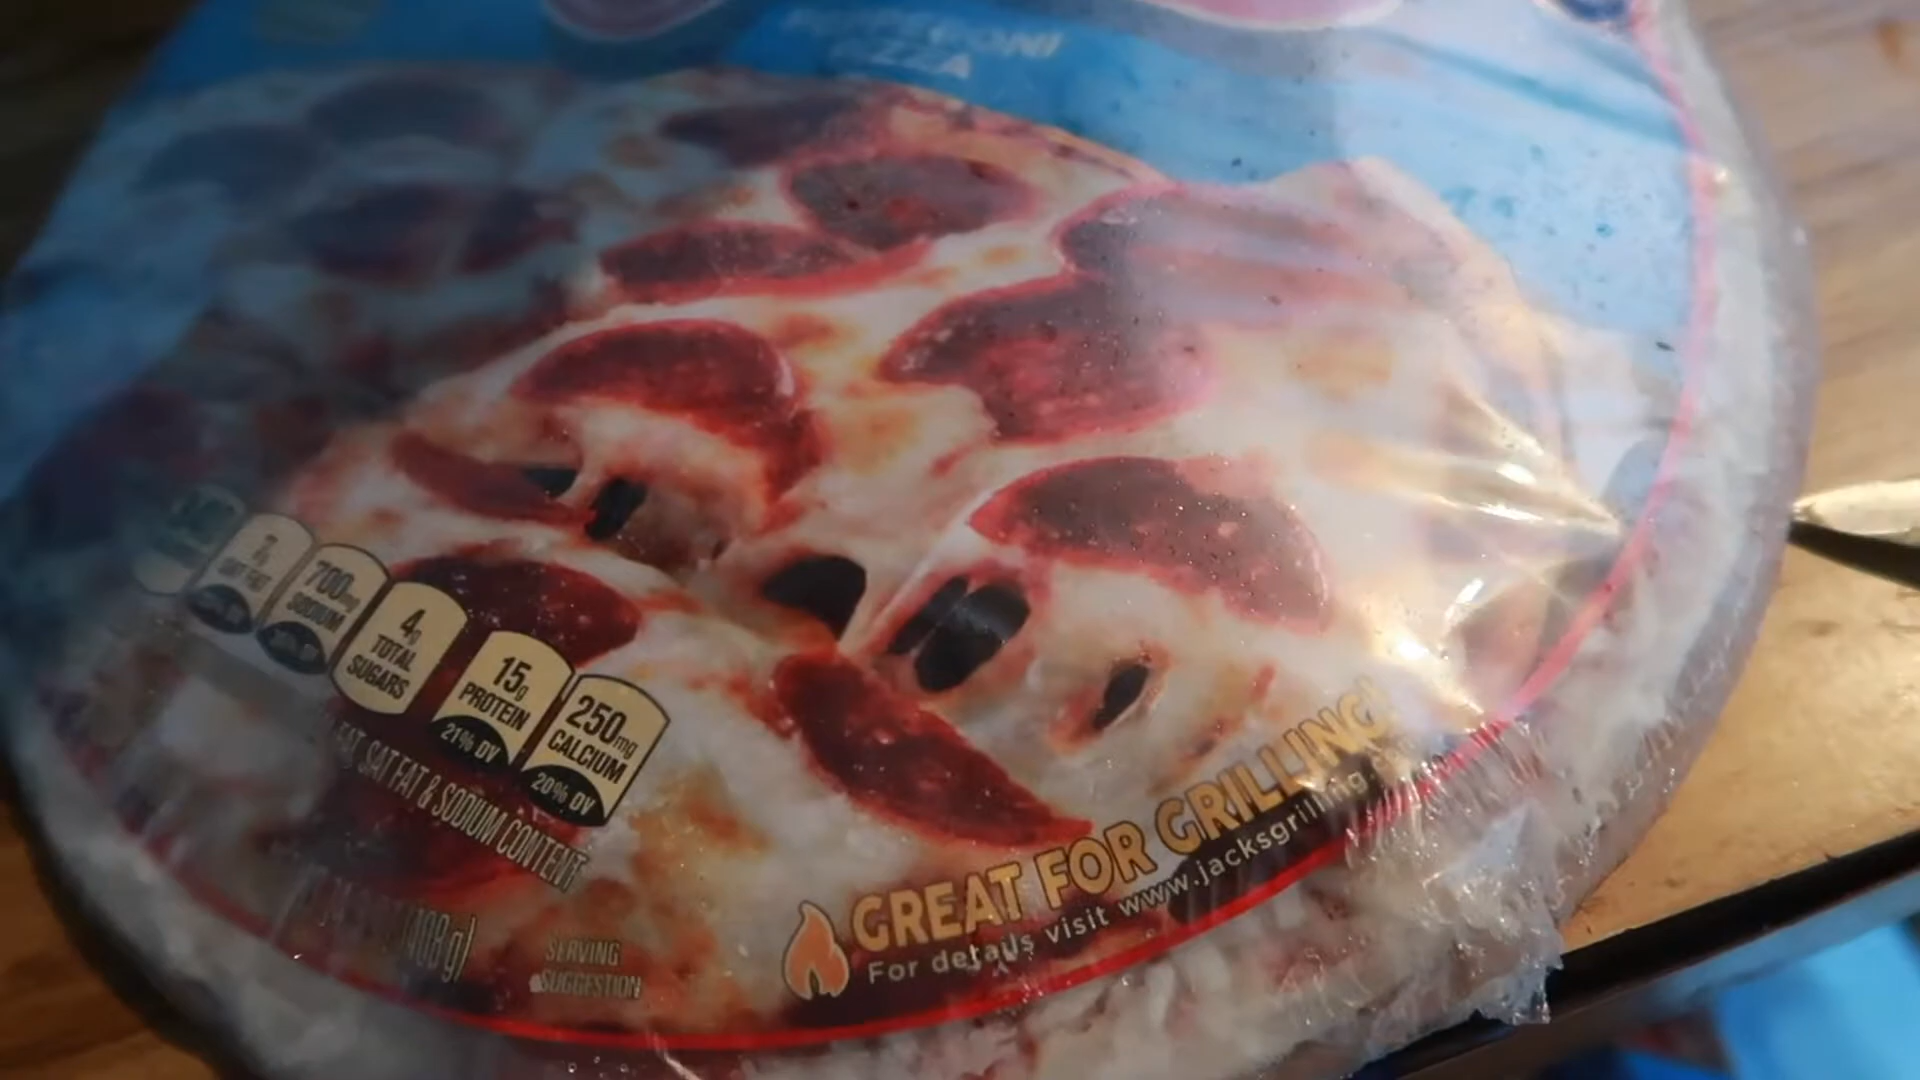 PEPPERONI
PIZZA
7g
SAT FAT
700mg
SODIUM
4g
TOTAL
SUGARS
15g
PROTEIN
21% DV
250mg
CALCIUM
20% DV
FAT, SAT FAT & SODIUM CONTENT
SERVING
SUGGESTION
GREAT FOR GRILLING!
For details visit www.jacksgrilling.